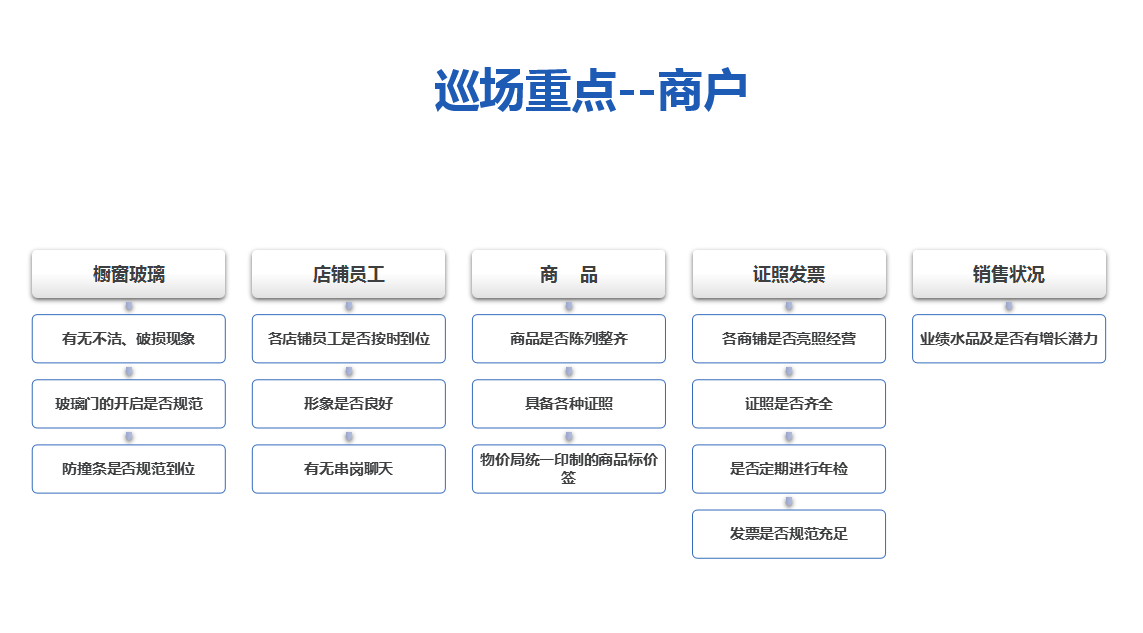 巡场重点--商户
橱窗玻璃
有无不洁、破损现象
玻璃门的开启是否规范
防撞条是否规范到位
店铺员工
各店铺员工是否按时到位
形象是否良好
有无串岗聊天
商 品
商品是否陈列整齐
具备各种证照
物价局统一印制的商品标价
签
证照发票
各商铺是否亮照经营
证照是否齐全
是否定期进行年检
发票是否规范充足
销售状况
业绩水品及是否有增长潜力